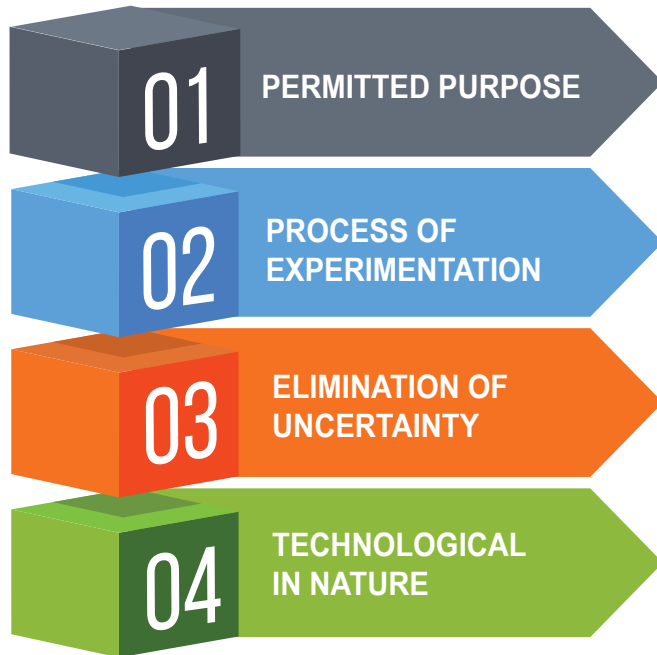 01
PERMITTED PURPOSE
02
PROCESS OF
EXPERIMENTATION
03
ELIMINATION OF
UNCERTAINTY
04
TECHNOLOGICAL
IN NATURE